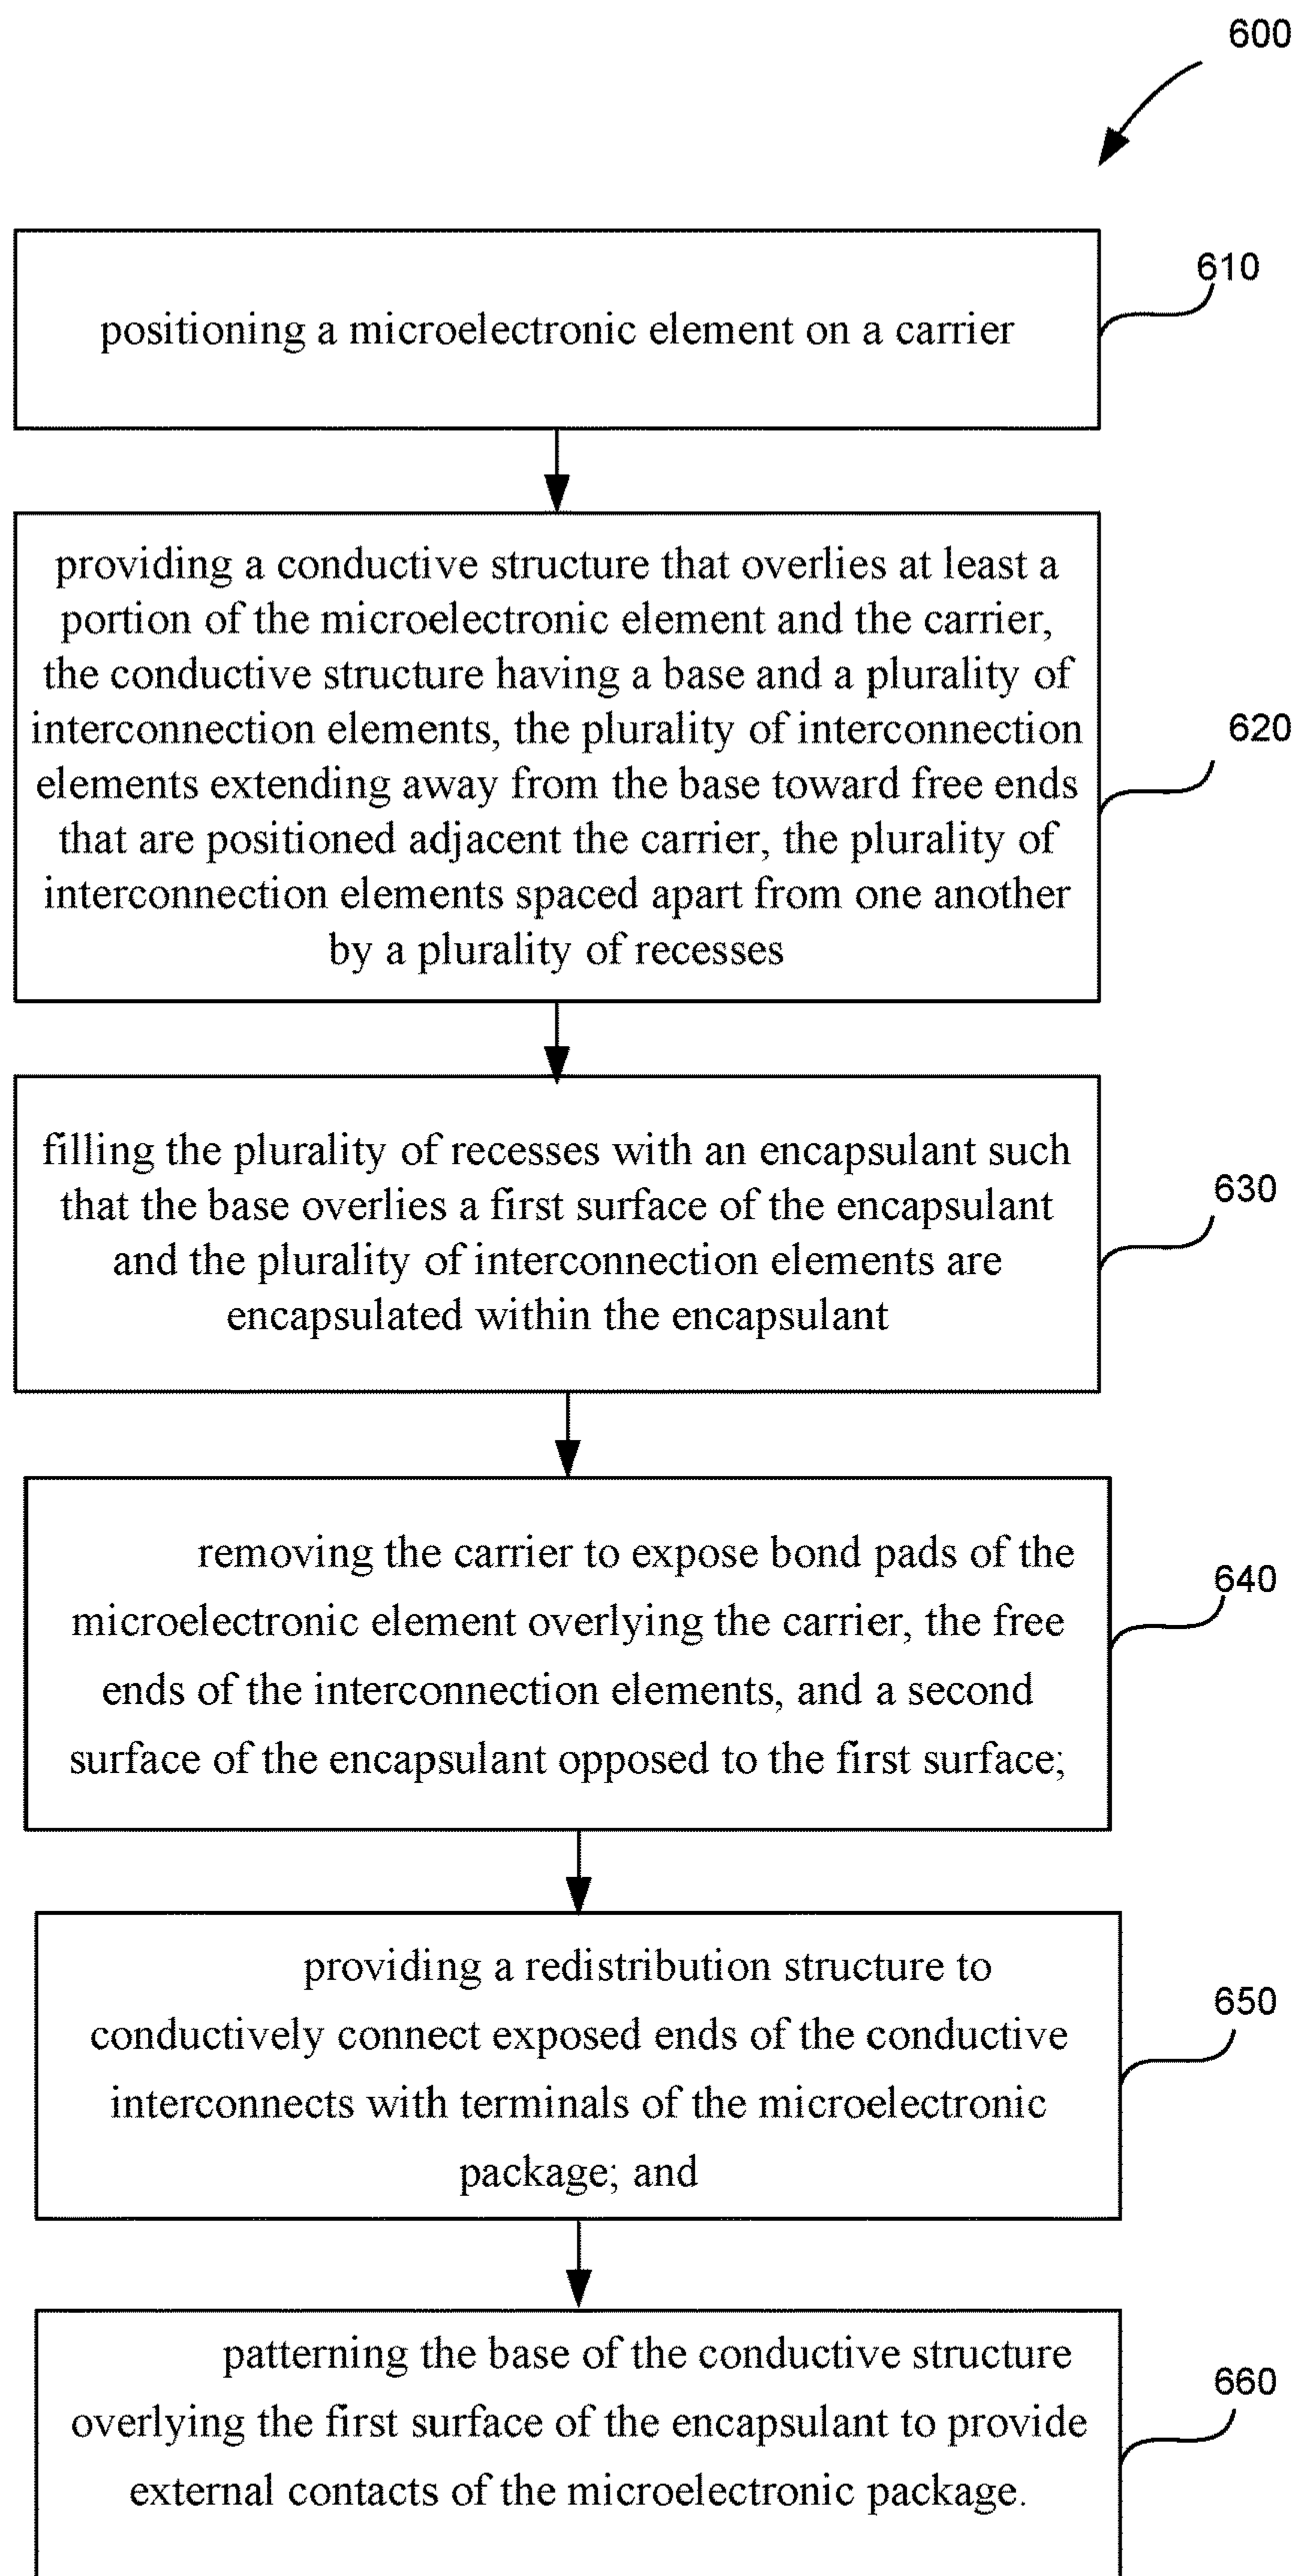 600
610
positioning a microelectronic element on a carrier
providing a conductive structure that overlies at least a
portion of the microelectronic element and the carrier,
the conductive structure having a base and a plurality of
interconnection elements, the plurality of interconnection
elements extending away from the base toward free ends
that are positioned adjacent the carrier, the plurality of
interconnection elements spaced apart from one another
by a plurality of recesses
620
filling the plurality of recesses with an encapsulant such
that the base overlies a first surface of the encapsulant
and the plurality of interconnection elements are
encapsulated within the encapsulant
630
removing the carrier to expose bond pads of the
microelectronic element overlying the carrier, the free
ends of the interconnection elements, and a second
surface of the encapsulant opposed to the first surface;
640
providing a redistribution structure to
conductively connect exposed ends of the conductive
interconnects with terminals of the microelectronic
package; and
650
patterning the base of the conductive structure
overlying the first surface of the encapsulant to provide
external contacts of the microelectronic package.
660